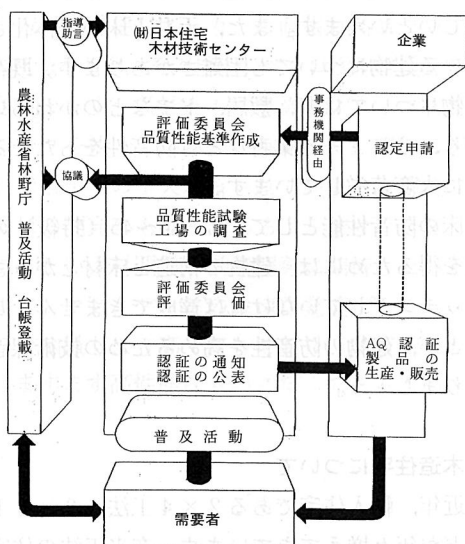 指導
助言
㈶日本住宅
木材技術センター
企業
農林水産省林野庁 普及活動 台帳登載
評価委員会
品質性能基準作成
事務機関経由
認定申請
協議
品質性能試験
工場の調査
評価委員会
評価
認証の通知
認証の公表
AQ認証
製品の
生産・販売
普及活動
需要者